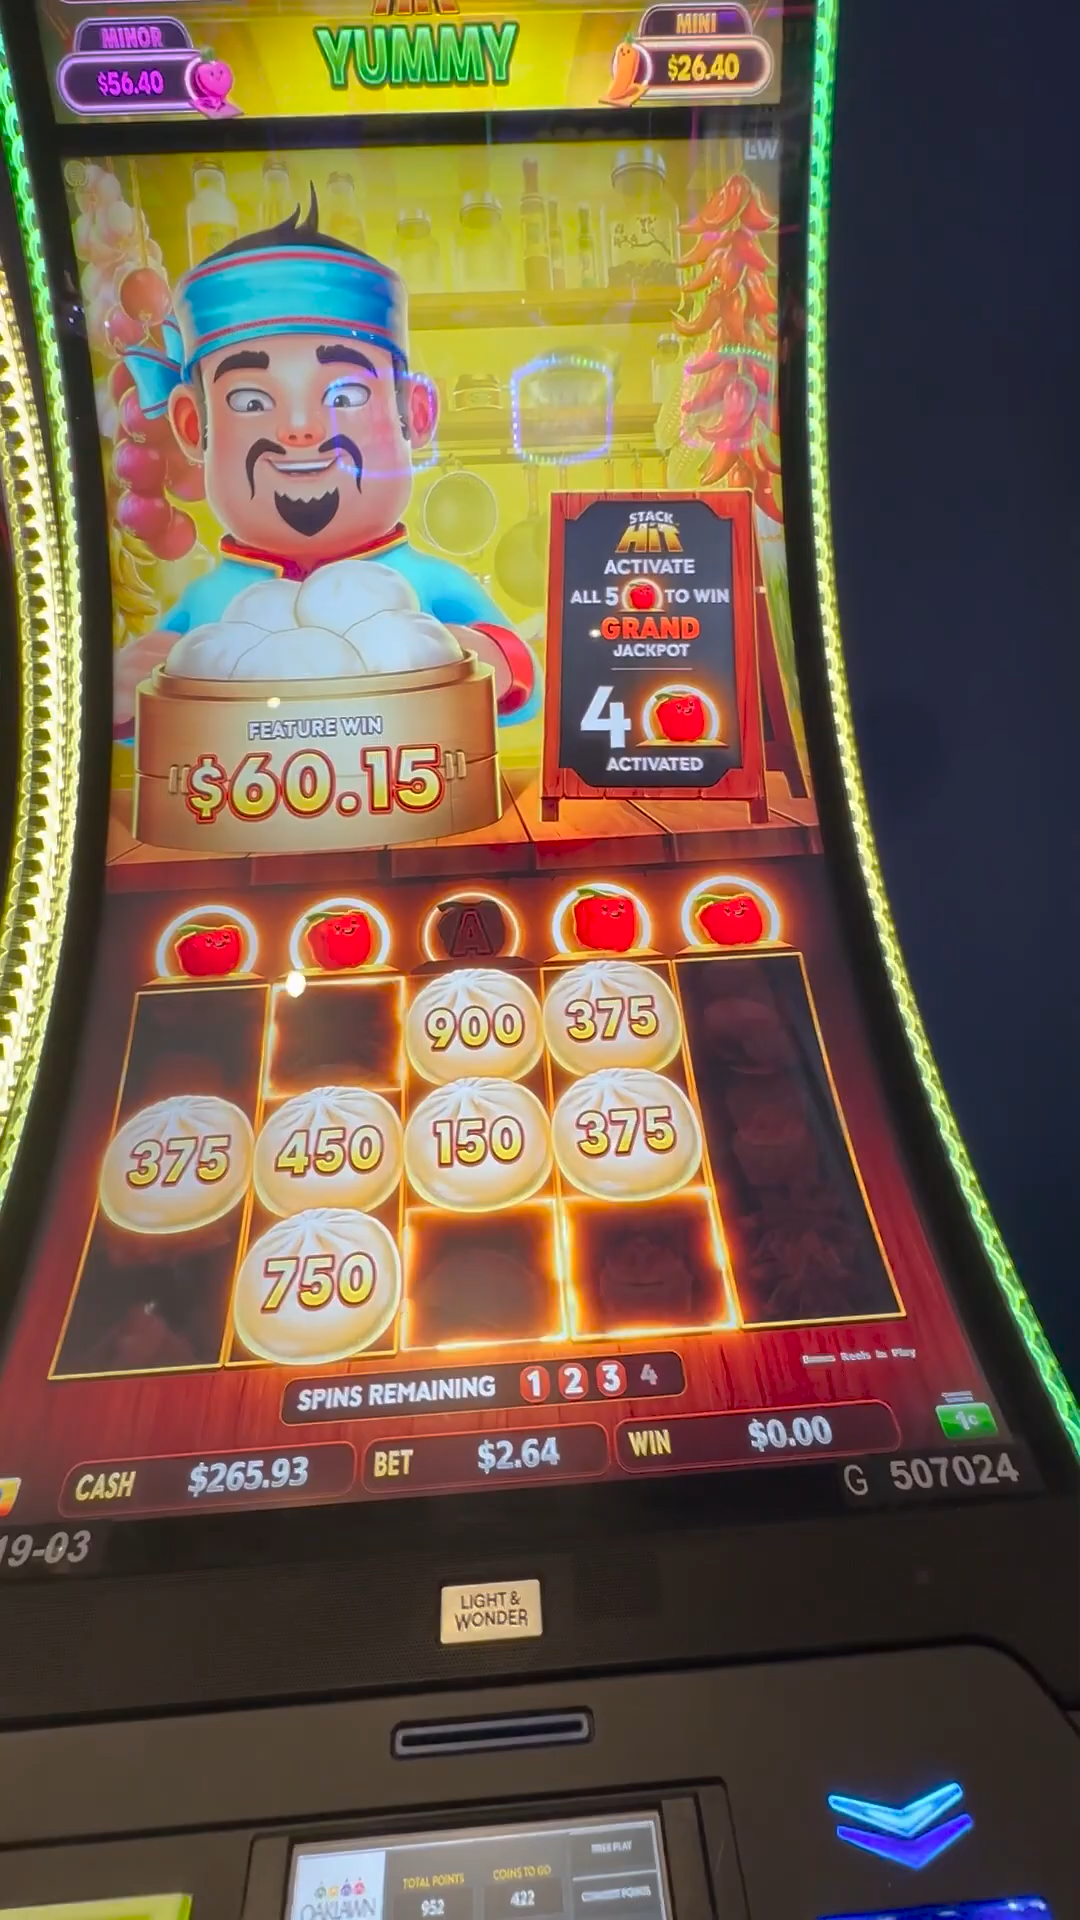 MINOR
$56.40
YUMMY
MINI
$26.40
L&W
STACK
HIT
ACTIVATE
ALL 5 TO WIN
GRAND
JACKPOT
4
ACTIVATED
FEATURE WIN
"$60.15"
A
900
375
375
450
150
375
750
SPINS REMAINING 1 2 3 4
Bonus Reels in Play
CASH $265.93
BET $2.64
WIN $0.00
1¢
G 507024
19-03
LIGHT &
WONDER
FREE PLAY
TOTAL POINTS
COINS TO GO
952
422
OAKLAWN